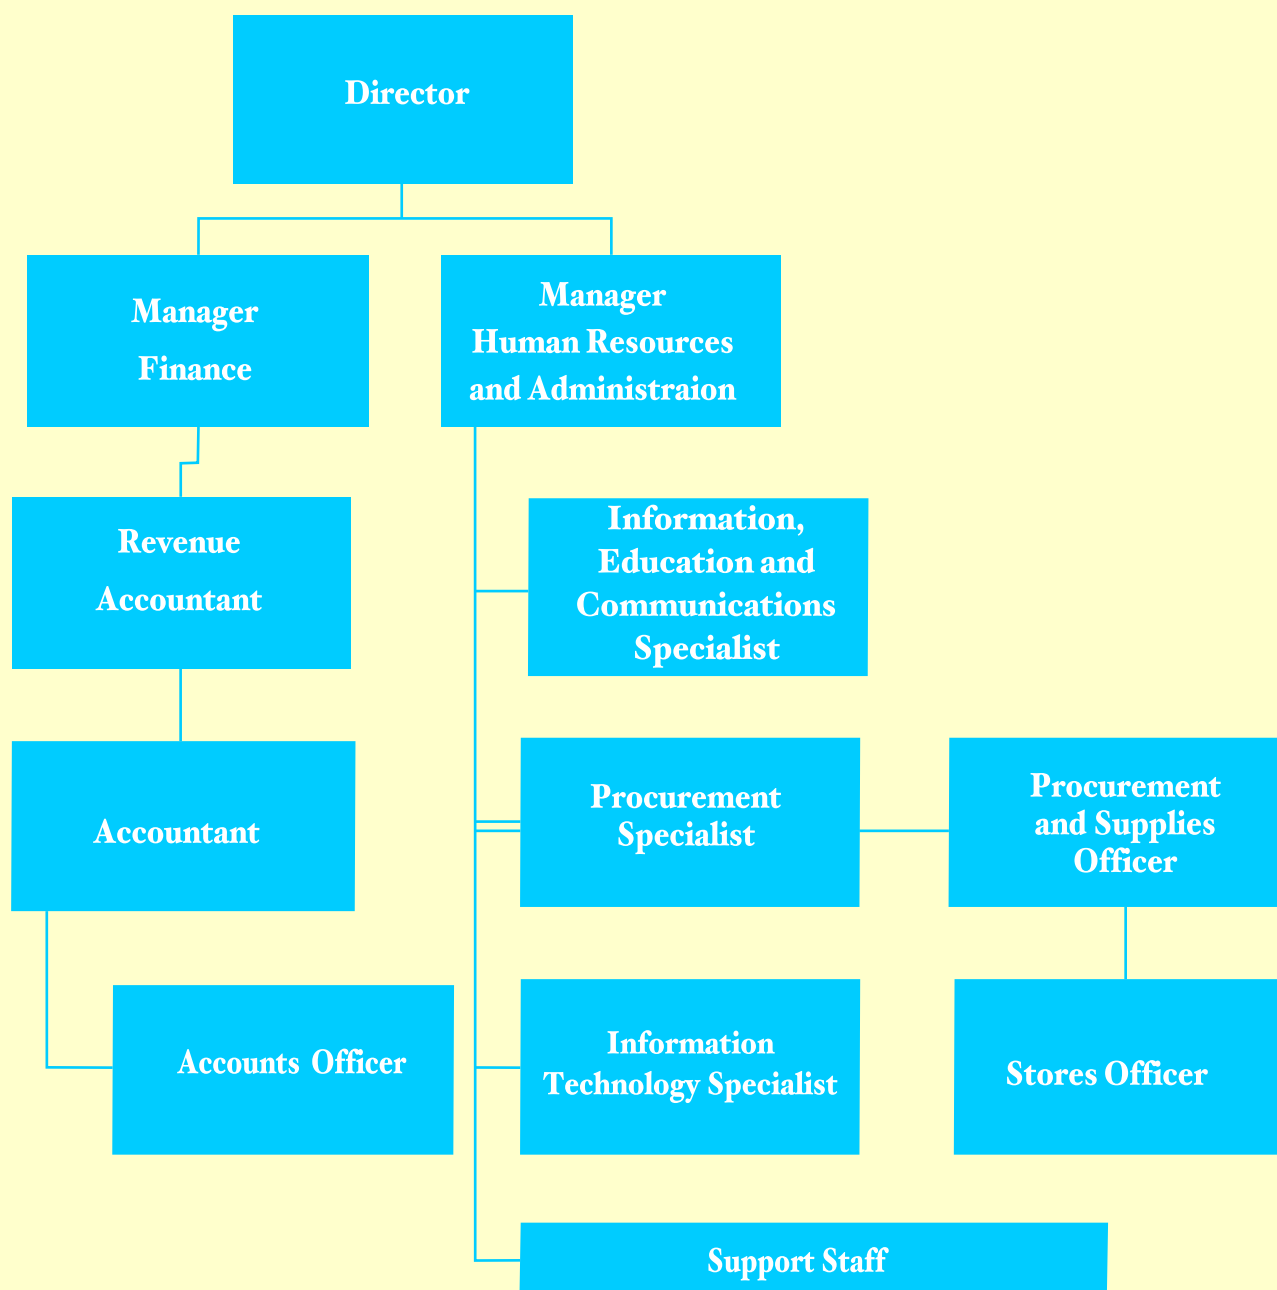 Director
Manager
Finance
Manager
Human Resources
and Administraion
Revenue
Accountant
Information,
Education and
Communications
Specialist
Accountant
Procurement
Specialist
Procurement
and Supplies
Officer
Accounts Officer
Information
Technology Specialist
Stores Officer
Support Staff